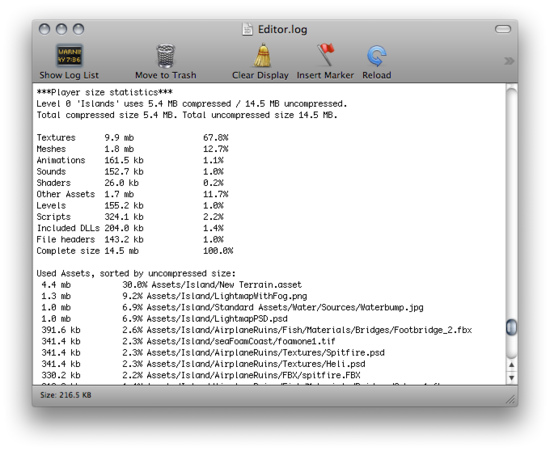 Editor.log
WARNING
AY 7:36
Show Log List
Move to Trash
Clear Display
Insert Marker
Reload
***Player size statistics***
Level 0 'Islands' uses 5.4 MB compressed / 14.5 MB uncompressed.
Total compressed size 5.4 MB. Total uncompressed size 14.5 MB.
Textures 9.9 mb 67.8%
Meshes 1.8 mb 12.7%
Animations 161.5 kb 1.1%
Sounds 152.7 kb 1.0%
Shaders 26.0 kb 0.2%
Other Assets 1.7 mb 11.7%
Levels 155.2 kb 1.0%
Scripts 324.1 kb 2.2%
Included DLLs 204.0 kb 1.4%
File headers 143.2 kb 1.0%
Complete size 14.5 mb 100.0%
Used Assets, sorted by uncompressed size:
4.4 mb 30.0% Assets/Island/New Terrain.asset
1.3 mb 9.2% Assets/Island/LightmapWithFog.png
1.0 mb 6.9% Assets/Island/Standard Assets/Water/Sources/Waterbump.jpg
1.0 mb 6.9% Assets/Island/LightmapPSD.psd
391.6 kb 2.6% Assets/Island/AirplaneRuins/Fish/Materials/Bridges/Footbridge_2.fbx
341.4 kb 2.3% Assets/Island/seaFoamCoast/foamone1.tif
341.4 kb 2.3% Assets/Island/AirplaneRuins/Textures/Spitfire.psd
341.4 kb 2.3% Assets/Island/AirplaneRuins/Textures/Heli.psd
330.2 kb 2.2% Assets/Island/AirplaneRuins/FBX/spitfire.FBX
Size: 216.5 KB